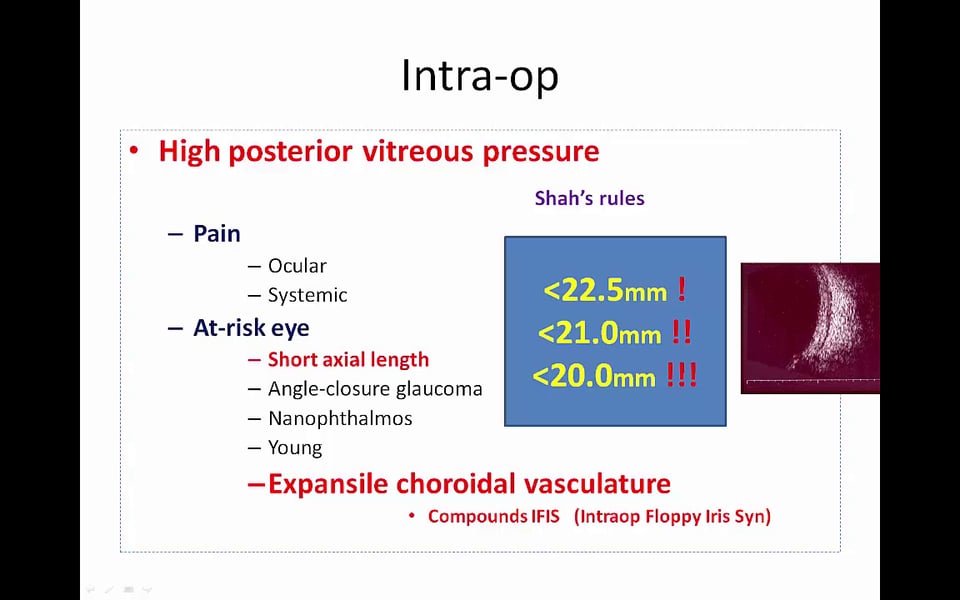 Intra-op
• High posterior vitreous pressure
Shah's rules
– Pain
– Ocular
– Systemic
– At-risk eye
– Short axial length
– Angle-closure glaucoma
– Nanophthalmos
– Young
<22.5mm !
<21.0mm !!
<20.0mm !!!
– Expansile choroidal vasculature
• Compounds IFIS (Intraop Floppy Iris Syn)